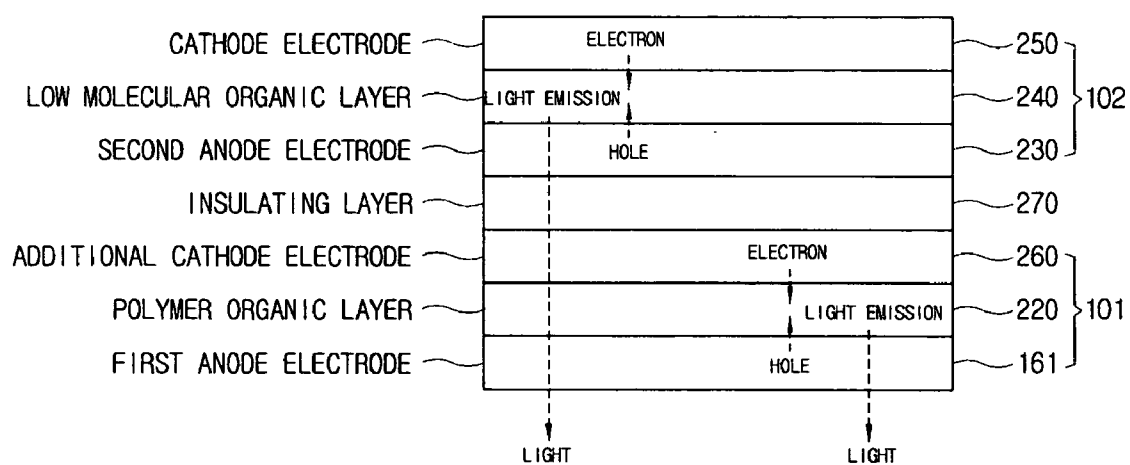 CATHODE ELECTRODE ELECTRON 250
LOW MOLECULAR ORGANIC LAYER LIGHT EMISSION 240 102
SECOND ANODE ELECTRODE HOLE 230
INSULATING LAYER 270
ADDITIONAL CATHODE ELECTRODE ELECTRON 260
POLYMER ORGANIC LAYER LIGHT EMISSION 220 101
FIRST ANODE ELECTRODE HOLE 161
LIGHT LIGHT